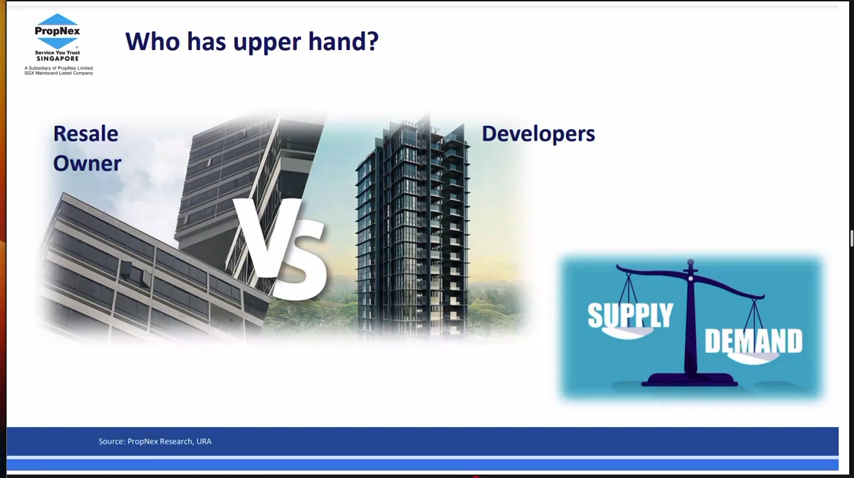 PropNex
Service You Trust
SINGAPORE
A Subsidiary of PropNex Limited
SGX Mainboard Listed Company
Who has upper hand?
Resale
Owner
VS
Developers
SUPPLY
DEMAND
Source: PropNex Research, URA